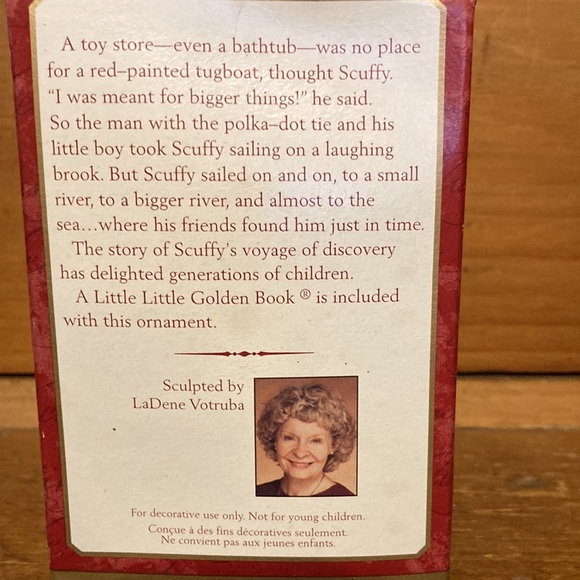 A toy store—even a bathtub—was no place
for a red–painted tugboat, thought Scuffy.
“I was meant for bigger things!” he said.
So the man with the polka–dot tie and his
little boy took Scuffy sailing on a laughing
brook. But Scuffy sailed on and on, to a small
river, to a bigger river, and almost to the
sea...where his friends found him just in time.
The story of Scuffy’s voyage of discovery
has delighted generations of children.
A Little Little Golden Book ® is included
with this ornament.
Sculpted by
LaDene Votruba
For decorative use only. Not for young children.
Conçue à des fins décoratives seulement.
Ne convient pas aux jeunes enfants.